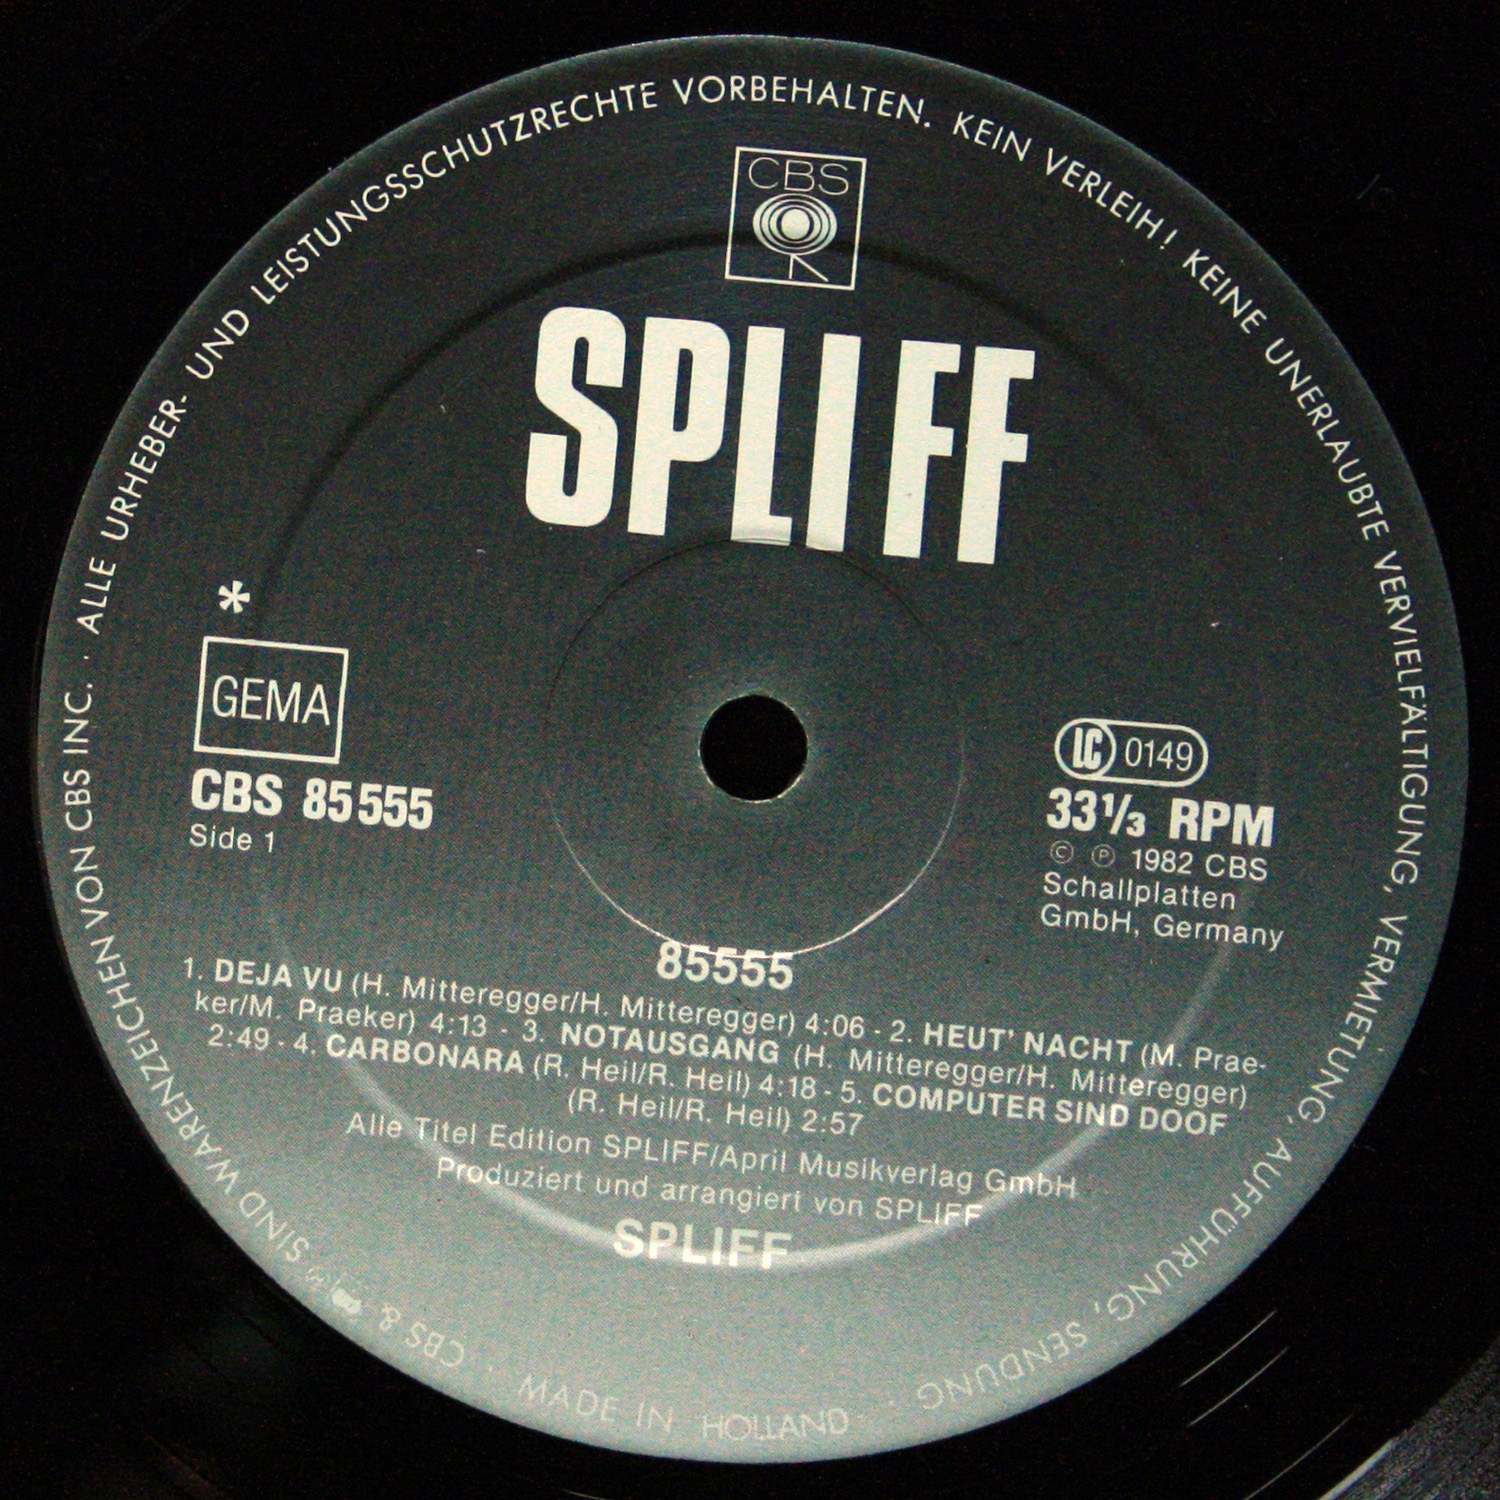 ALLE URHEBER- UND LEISTUNGSSCHUTZRECHTE VORBEHALTEN. KEIN VERLEIH! KEINE UNERLAUBTE VERVIELFÄLTIGUNG, VERMIETUNG, AUFFÜHRUNG, SENDUNG
CBS
SPLIFF
*
GEMA
CBS 85 555
Side 1
LC 0149
33⅓ RPM
© ℗ 1982 CBS
Schallplatten
GmbH, Germany
85555
1. DEJA VU (H. Mitteregger/H. Mitteregger) 4:06 - 2. HEUT' NACHT (M. Prae-
ker/M. Praeker) 4:13 - 3. NOTAUSGANG (H. Mitteregger/H. Mitteregger)
2:49 - 4. CARBONARA (R. Heil/R. Heil) 4:18 - 5. COMPUTER SIND DOOF
(R. Heil/R. Heil) 2:57
Alle Titel Edition SPLIFF/April Musikverlag GmbH
Produziert und arrangiert von SPLIFF
SPLIFF
MADE IN HOLLAND
CBS & SIND WARENZEICHEN VON CBS INC.